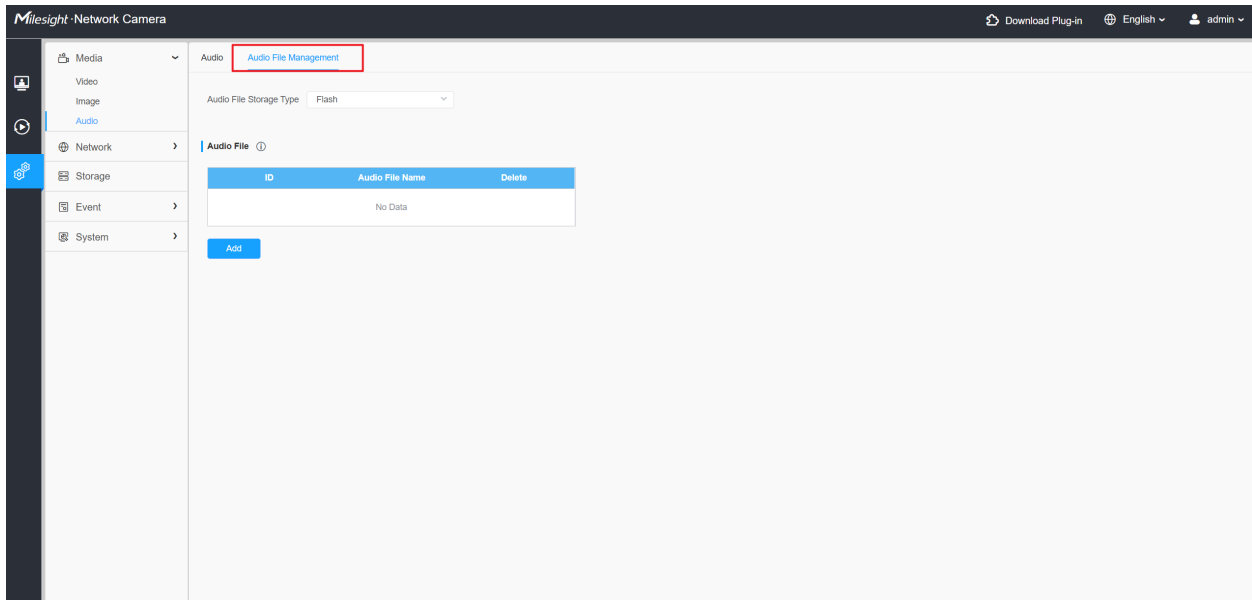 Milesight·Network Camera
Download Plug-in
English
admin
Media
Video
Image
Audio
Network
Storage
Event
System
Audio
Audio File Management
Audio File Storage Type Flash
Audio File
ID Audio File Name Delete
No Data
Add